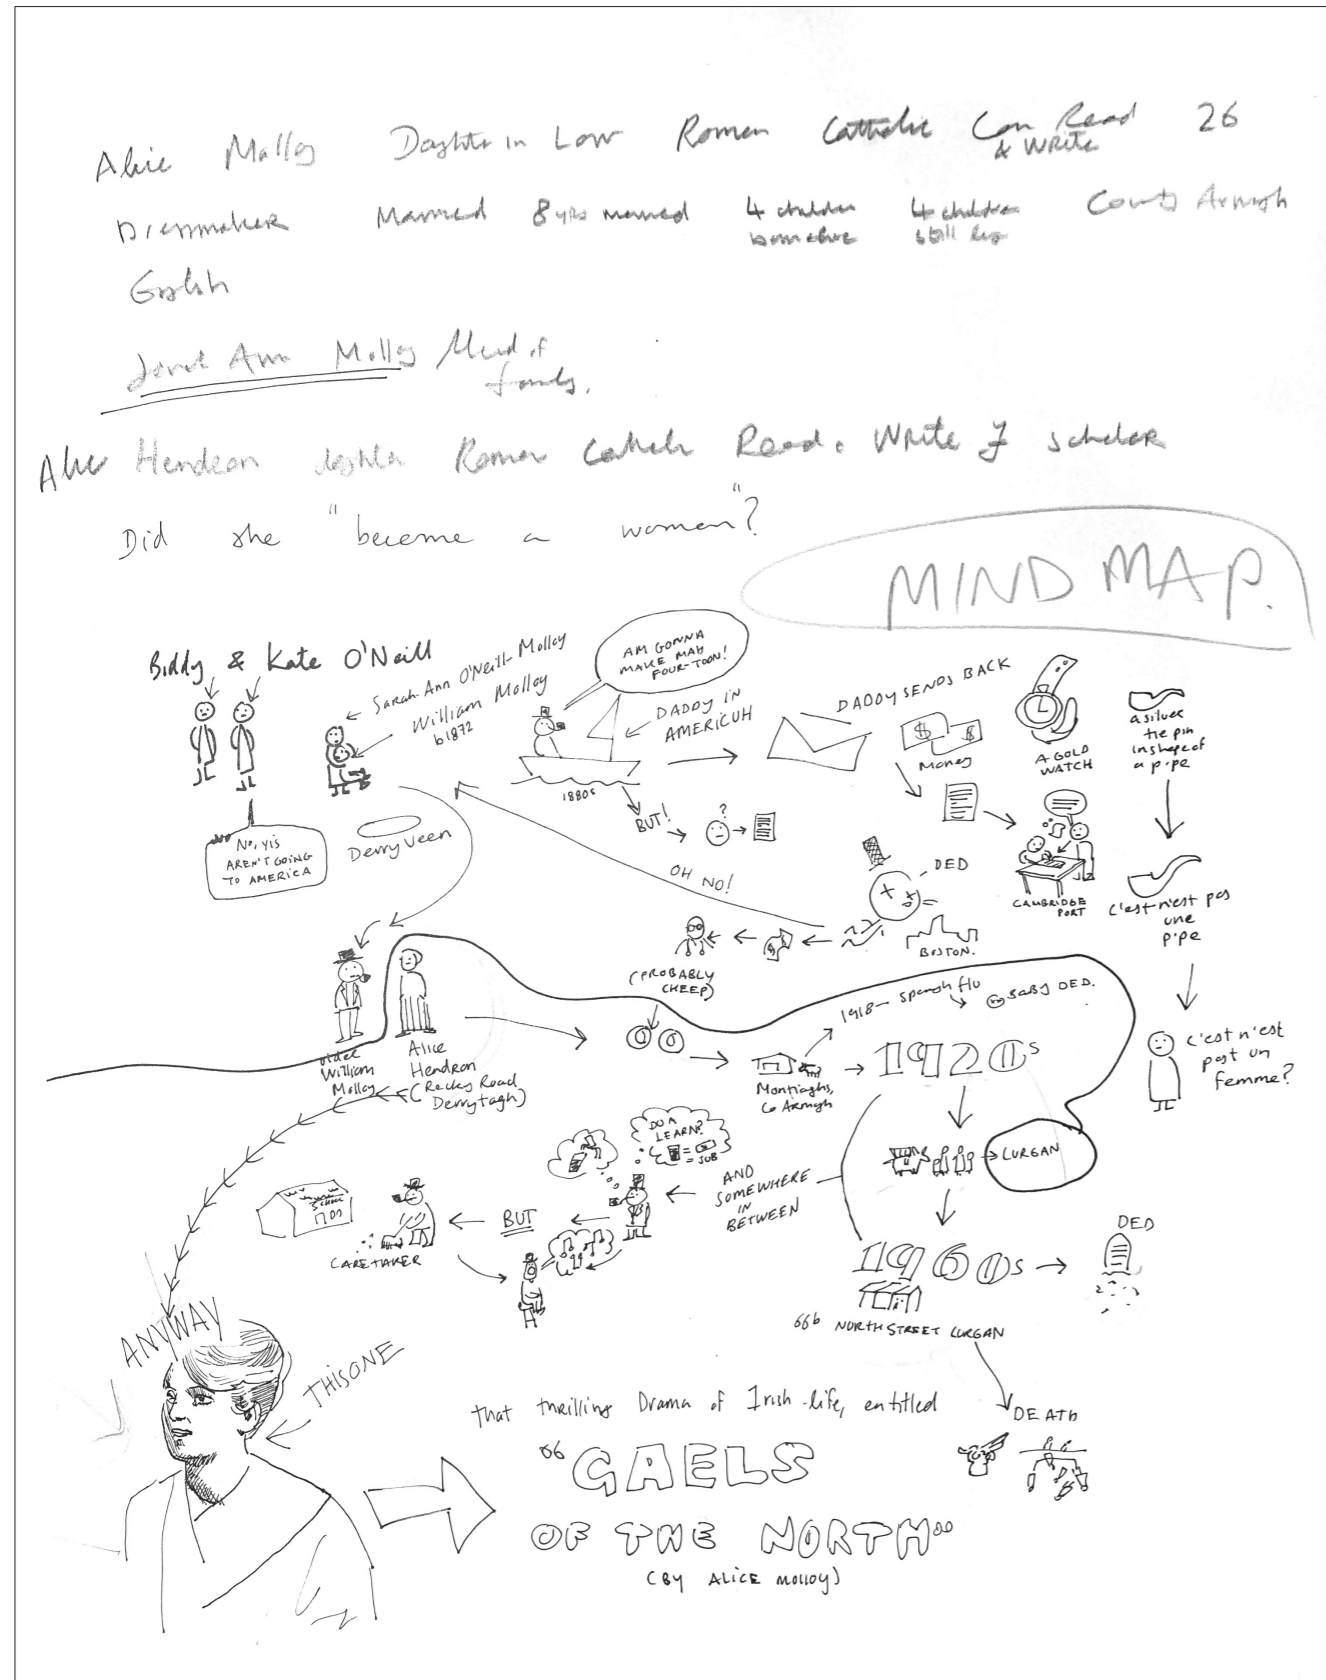 Alice Molloy Daughter in Law Roman Catholic Can Read 26
& WRITE
Dressmaker Married 8 yrs married 4 children 4 children County Armagh
born alive still
English
Ann Molloy Head of
family.
Hendron daughter Roman Catholic Read & Write scholar
Did she "become a woman"?
MIND MAP.
Biddy & Kate O'Neill
Sarah-Ann O'Neill-Molloy
William Molloy
b1872
AM GONNA
MAKE MAH
FOUR-TOON!
DADDY IN
AMERICUH
1880s
DADDY SENDS BACK
$ $
Money
A GOLD
WATCH
a silver
tie pin
in shape of
a pipe
BUT!
?
No, YIS
AREN'T GOING
TO AMERICA
Derryveen
OH NO!
DED
CAMBRIDGE
PORT
c'est n'est pas
une
pipe
BOSTON.
(PROBABLY
CHEEP)
1918 - Spanish flu
BABY DED.
older
William
Molloy
Alice
Hendron
(Rocky Road
Derrytagh)
Montiaghs,
Co Armagh
1920s
c'est n'est
past un
femme?
DO A
LEARN?
=
= JOB
LURGAN
AND
SOMEWHERE
IN
BETWEEN
SCHOOL
BUT
CARETAKER
1960s
DED
66b NORTH STREET LURGAN
ANYWAY
THIS ONE
DEATH
that thrilling Drama of Irish-life, entitled
"GAELS
OF THE NORTH"
(BY ALICE MOLLOY)